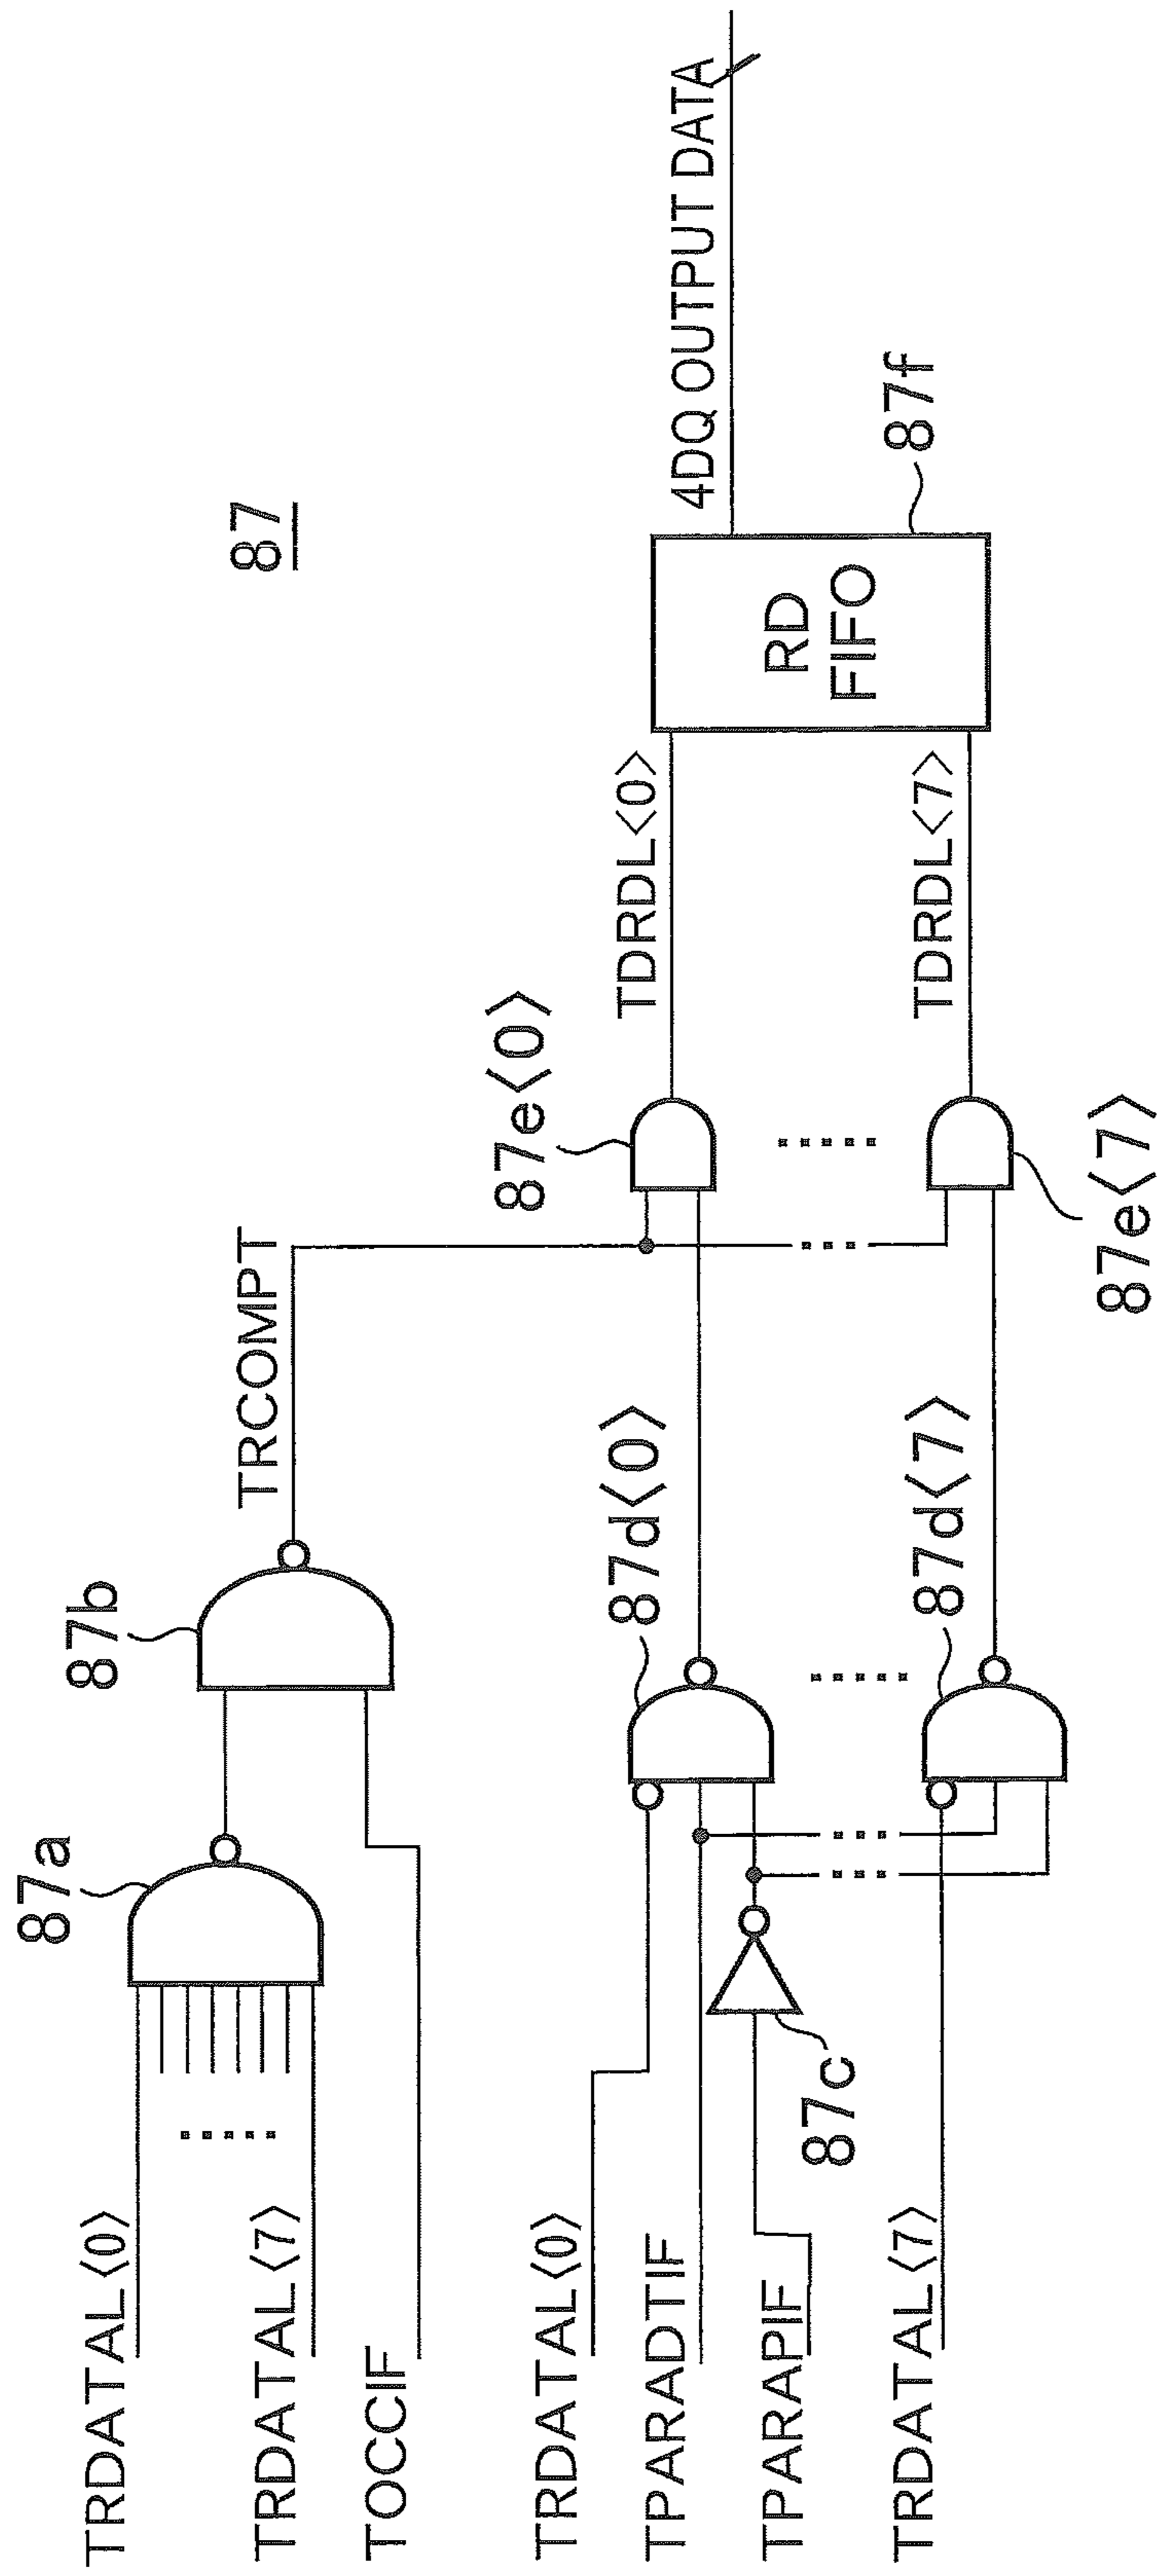 87
TRDATAL<0>
TRDATAL<7>
TOCCIF
87a
87b
TRCOMPT
TRDATAL<0>
TPARADTIF
TPARAPIF
TRDATAL<7>
87c
87d<0>
87d<7>
87e<0>
87e<7>
TDRDL<0>
TDRDL<7>
RD
FIFO
87f
4DQ OUTPUT DATA